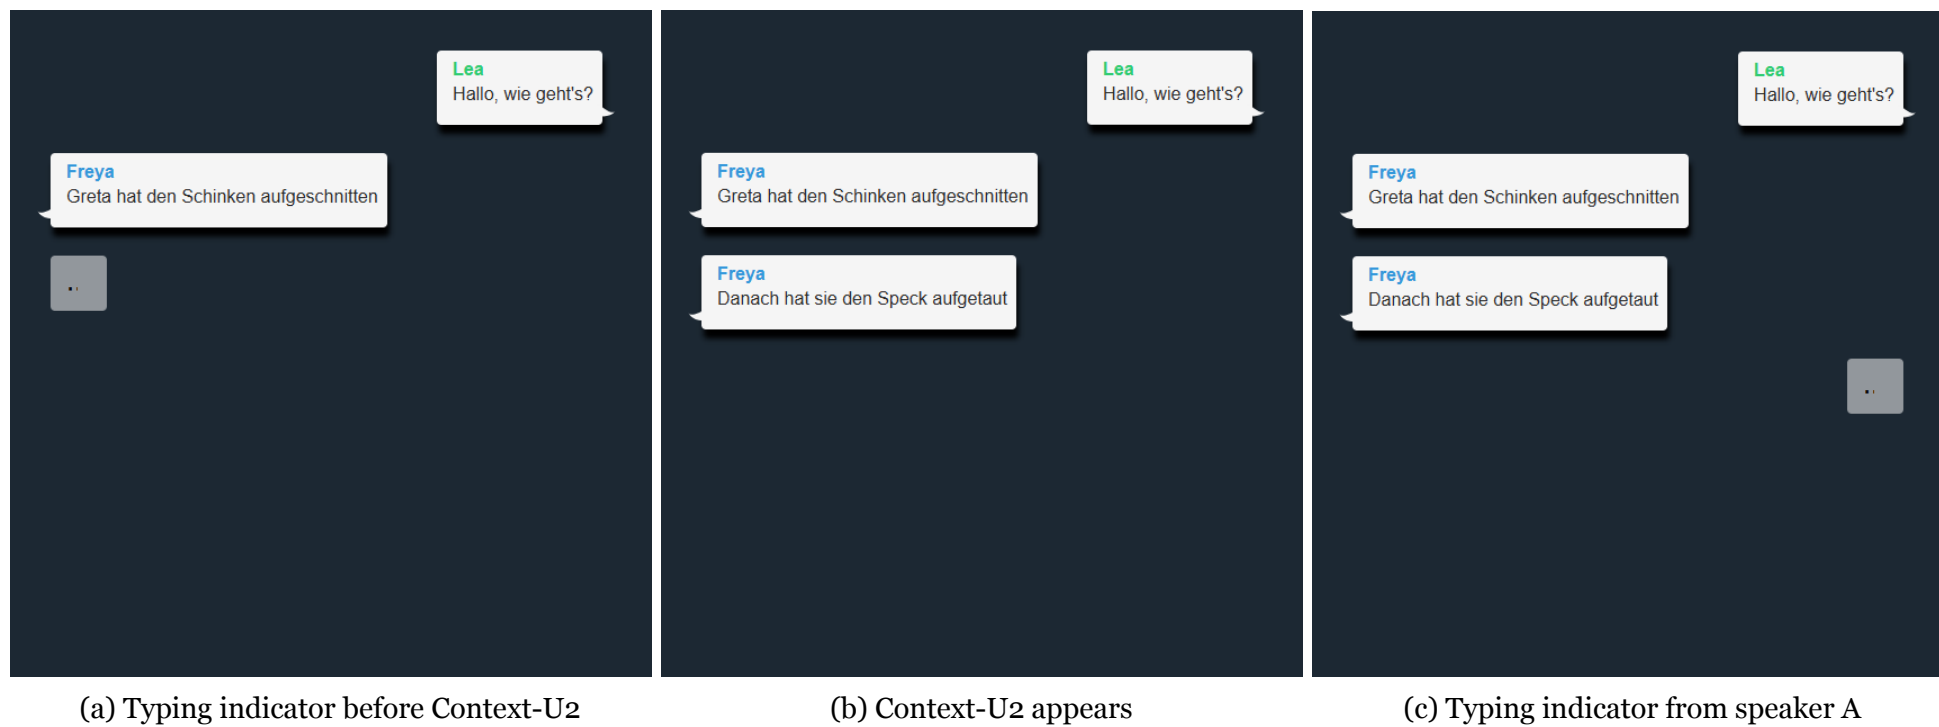 Lea
Hallo, wie geht's?
Freya
Greta hat den Schinken aufgeschnitten
..
(a) Typing indicator before Context-U2
Lea
Hallo, wie geht's?
Freya
Greta hat den Schinken aufgeschnitten
Freya
Danach hat sie den Speck aufgetaut
(b) Context-U2 appears
Lea
Hallo, wie geht's?
Freya
Greta hat den Schinken aufgeschnitten
Freya
Danach hat sie den Speck aufgetaut
..
(c) Typing indicator from speaker A